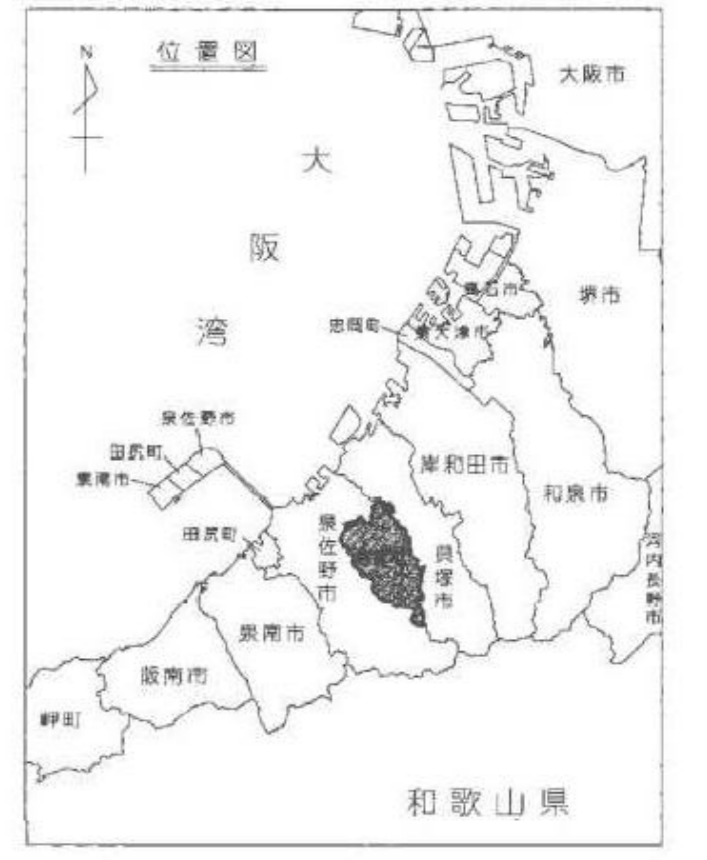 N
位置図
大阪市
大
阪
湾
高石市
堺市
忠岡町
泉大津市
泉佐野市
田尻町
泉南市
岸和田市
和泉市
田尻町
泉佐野市
貝塚市
河内長野市
泉南市
阪南市
岬町
和歌山県